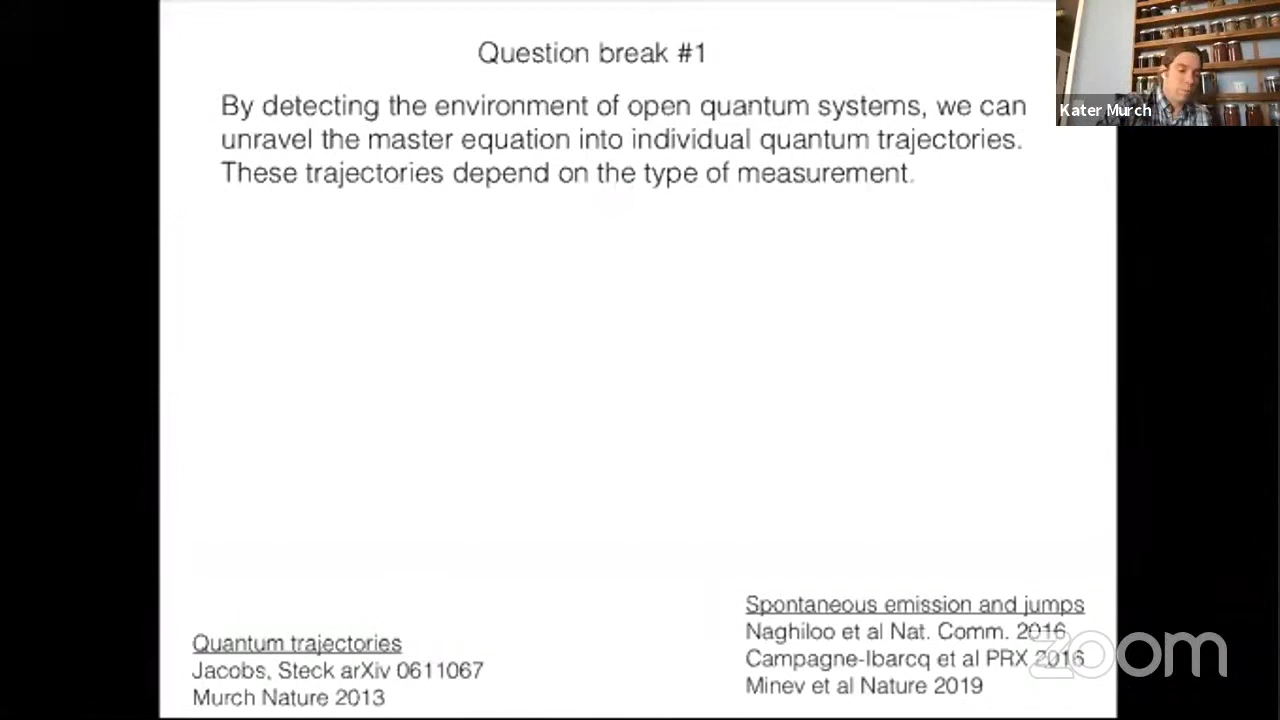 Question break #1
By detecting the environment of open quantum systems, we can
unravel the master equation into individual quantum trajectories.
These trajectories depend on the type of measurement.
Kater Murch
Quantum trajectories
Jacobs, Steck arXiv 0611067
Murch Nature 2013
Spontaneous emission and jumps
Naghiloo et al Nat. Comm. 2016
Campagne-Ibarcq et al PRX 2016
Minev et al Nature 2019
zoom